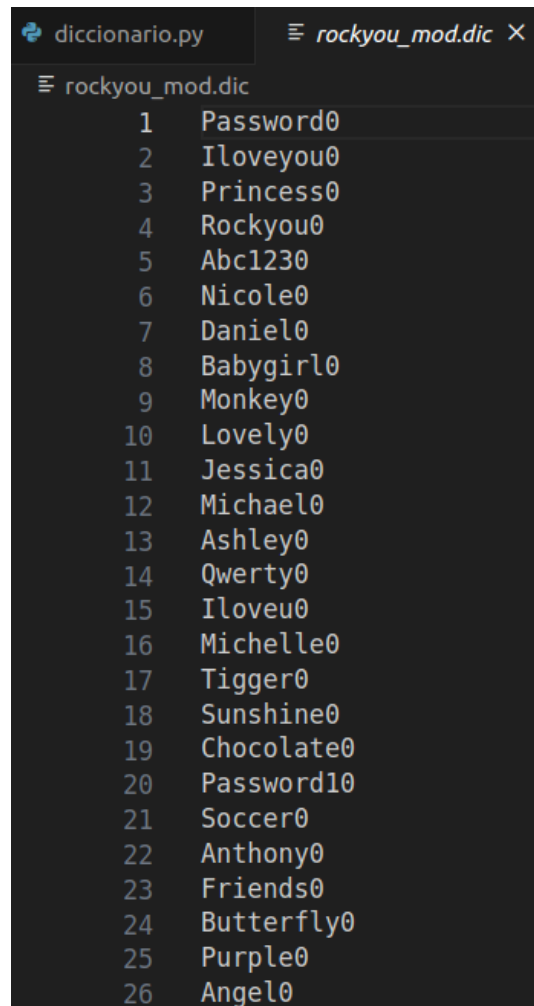 diccionario.py rockyou_mod.dic ×
rockyou_mod.dic
1 Password0
2 Iloveyou0
3 Princess0
4 Rockyou0
5 Abc1230
6 Nicole0
7 Daniel0
8 Babygirl0
9 Monkey0
10 Lovely0
11 Jessica0
12 Michael0
13 Ashley0
14 Qwerty0
15 Iloveu0
16 Michelle0
17 Tigger0
18 Sunshine0
19 Chocolate0
20 Password10
21 Soccer0
22 Anthony0
23 Friends0
24 Butterfly0
25 Purple0
26 Angel0